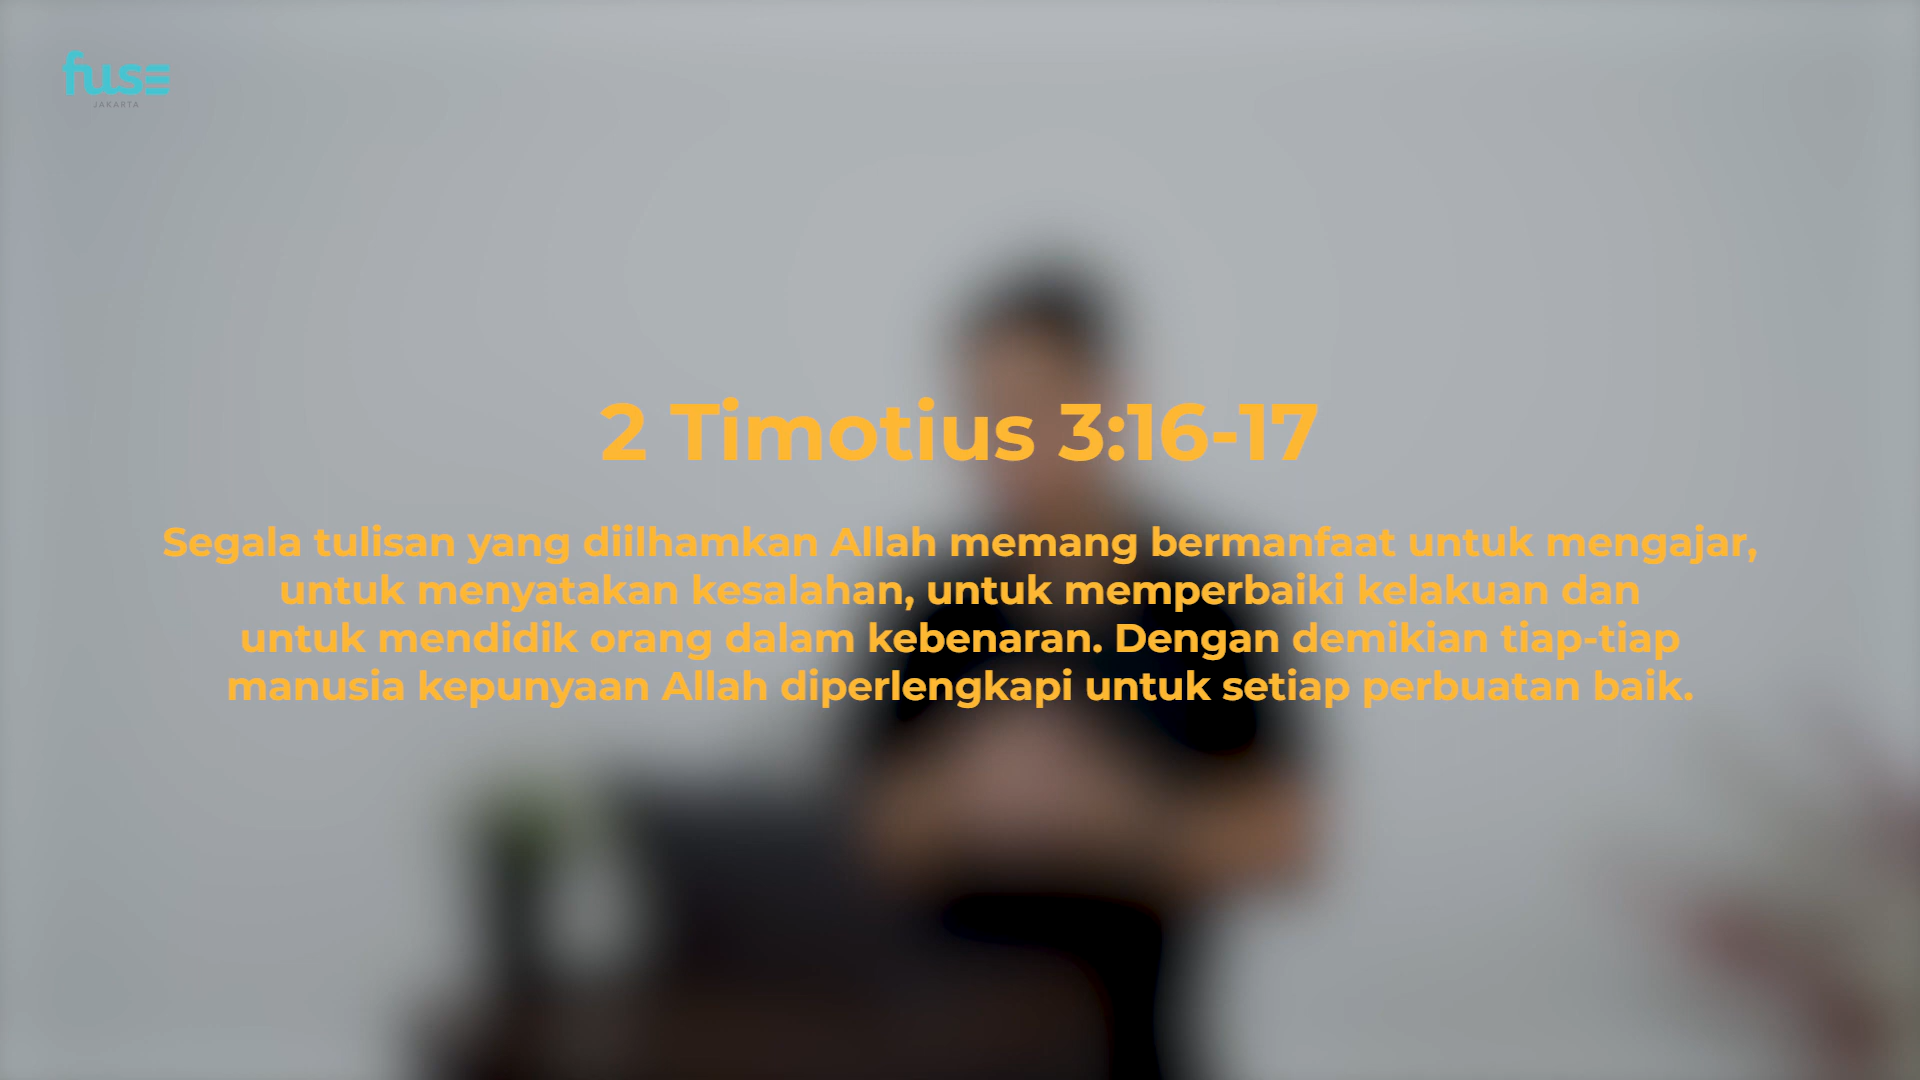 fuse
JAKARTA
2 Timotius 3:16-17
Segala tulisan yang diilhamkan Allah memang bermanfaat untuk mengajar,
untuk menyatakan kesalahan, untuk memperbaiki kelakuan dan
untuk mendidik orang dalam kebenaran. Dengan demikian tiap-tiap
manusia kepunyaan Allah diperlengkapi untuk setiap perbuatan baik.